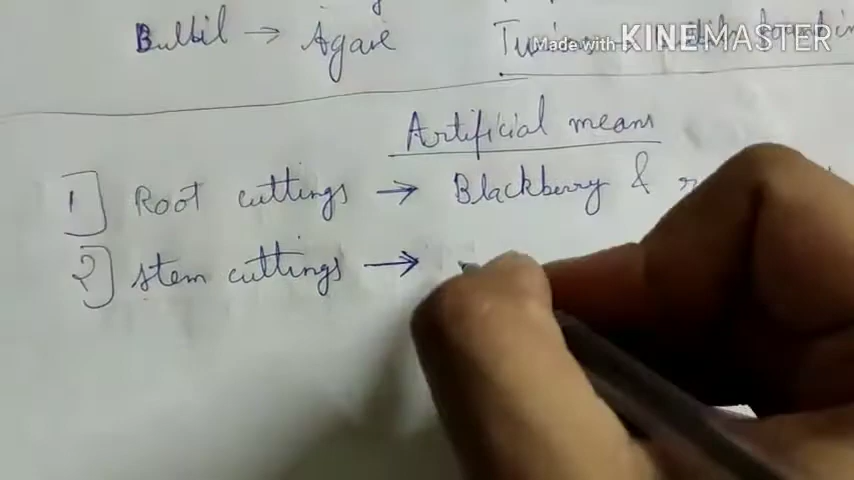 Bulbil → Agave
Made with KINEMASTER
Artificial means
1] Root cuttings → Blackberry &
2] stem cuttings →